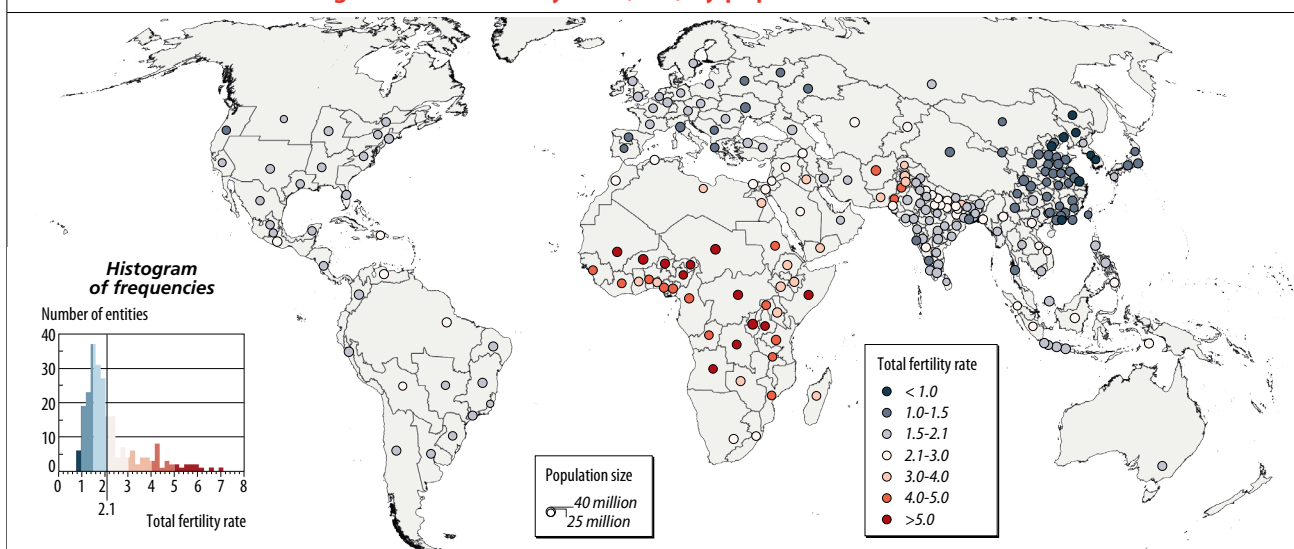 Histogram
of frequencies
Number of entities
40
30
20
10
0
0 1 2 3 4 5 6 7 8
2.1
Total fertility rate
Population size
40 million
25 million
Total fertility rate
< 1.0
1.0-1.5
1.5-2.1
2.1-3.0
3.0-4.0
4.0-5.0
>5.0